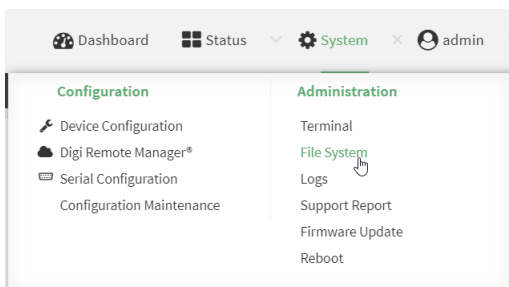 Dashboard Status System admin
Configuration
Device Configuration
Digi Remote Manager®
Serial Configuration
Configuration Maintenance
Administration
Terminal
File System
Logs
Support Report
Firmware Update
Reboot